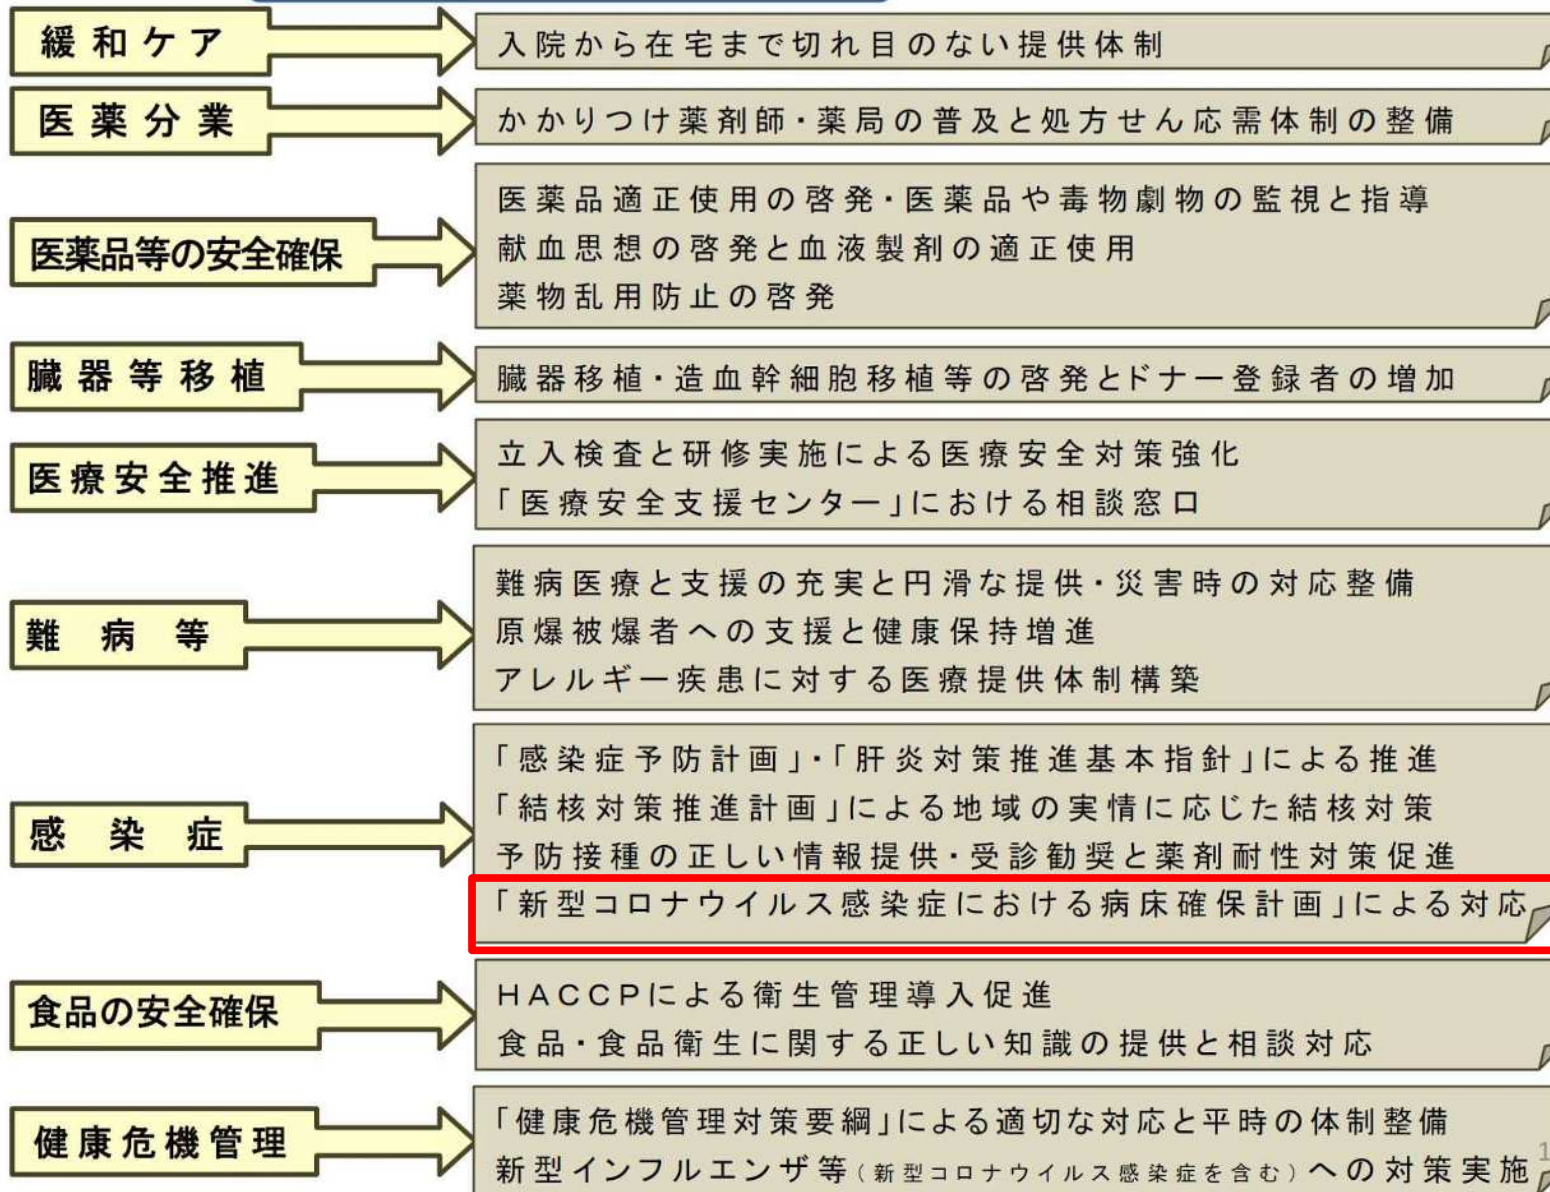 緩和ケア
入院から在宅まで切れ目のない提供体制
医薬分業
かかりつけ薬剤師・薬局の普及と処方せん応需体制の整備
医薬品等の安全確保
医薬品適正使用の啓発・医薬品や毒物劇物の監視と指導
献血思想の啓発と血液製剤の適正使用
薬物乱用防止の啓発
臓器等移植
臓器移植・造血幹細胞移植等の啓発とドナー登録者の増加
医療安全推進
立入検査と研修実施による医療安全対策強化
「医療安全支援センター」における相談窓口
難病等
難病医療と支援の充実と円滑な提供・災害時の対応整備
原爆被爆者への支援と健康保持増進
アレルギー疾患に対する医療提供体制構築
感染症
「感染症予防計画」・「肝炎対策推進基本指針」による推進
「結核対策推進計画」による地域の実情に応じた結核対策
予防接種の正しい情報提供・受診勧奨と薬剤耐性対策促進
「新型コロナウイルス感染症における病床確保計画」による対応
食品の安全確保
HACCPによる衛生管理導入促進
食品・食品衛生に関する正しい知識の提供と相談対応
健康危機管理
「健康危機管理対策要綱」による適切な対応と平時の体制整備
新型インフルエンザ等(新型コロナウイルス感染症を含む)への対策実施